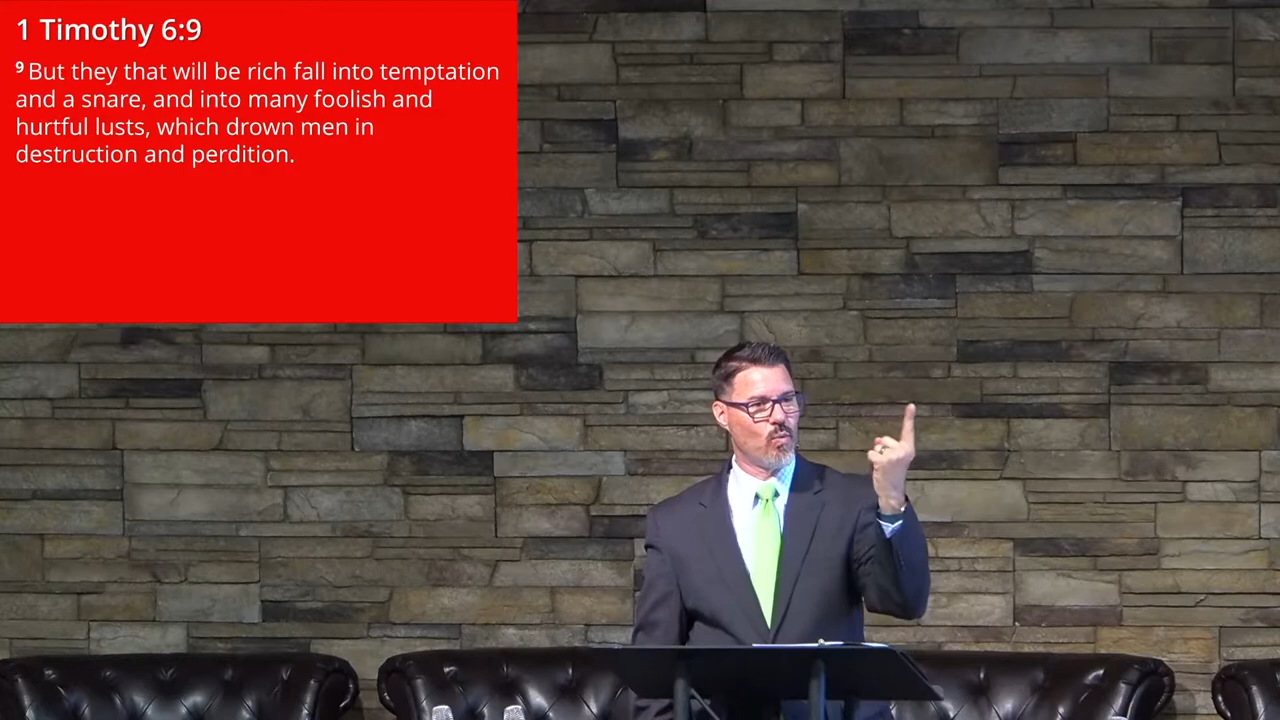 1 Timothy 6:9
9 But they that will be rich fall into temptation
and a snare, and into many foolish and
hurtful lusts, which drown men in
destruction and perdition.